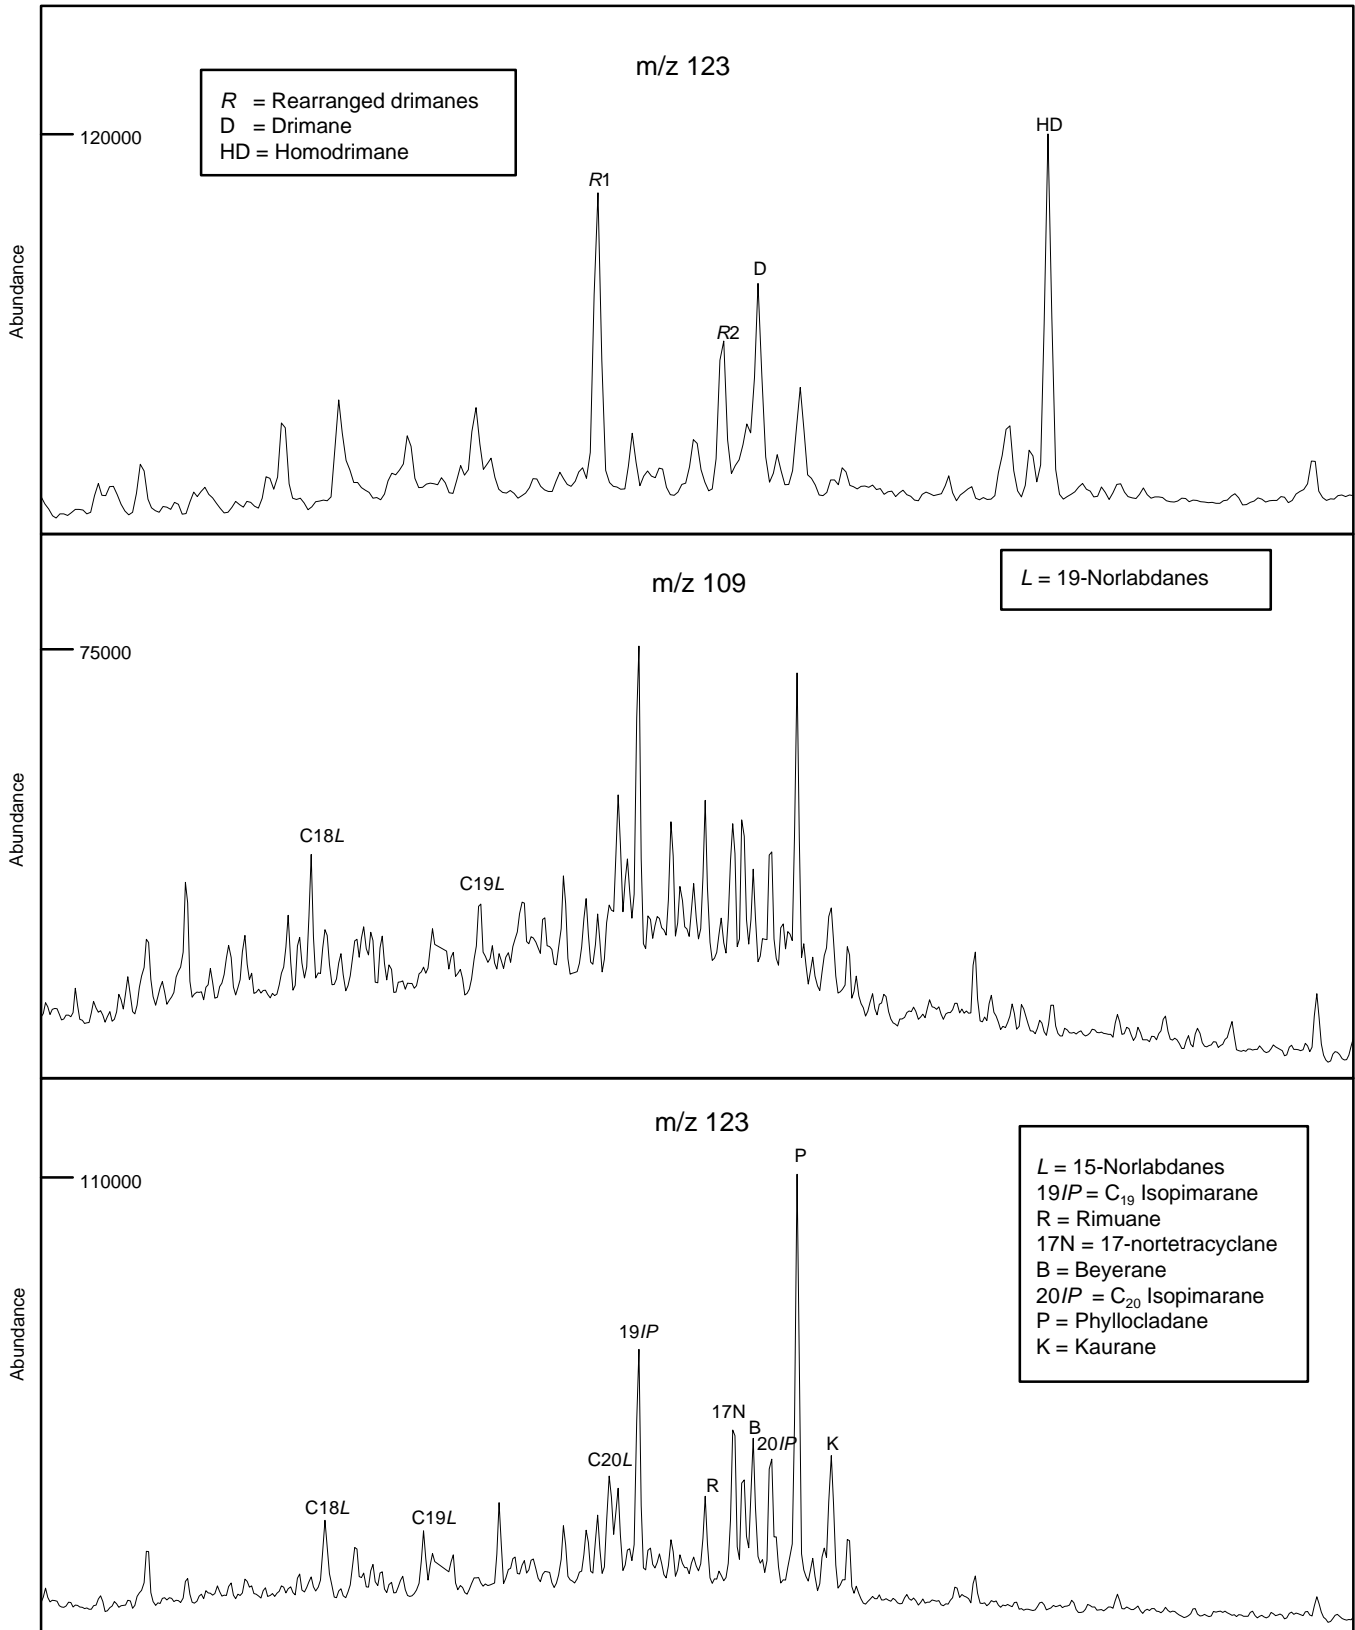 m/z 123
R = Rearranged drimanes
D = Drimane
HD = Homodrimane
120000
Abundance
R1
R2
D
HD
m/z 109
L = 19-Norlabdanes
75000
Abundance
C18L
C19L
m/z 123
L = 15-Norlabdanes
19IP = C19 Isopimarane
R = Rimuane
17N = 17-nortetracyclane
B = Beyerane
20IP = C20 Isopimarane
P = Phyllocladane
K = Kaurane
110000
Abundance
C18L
C19L
C20L
19IP
R
17N
B
20IP
P
K